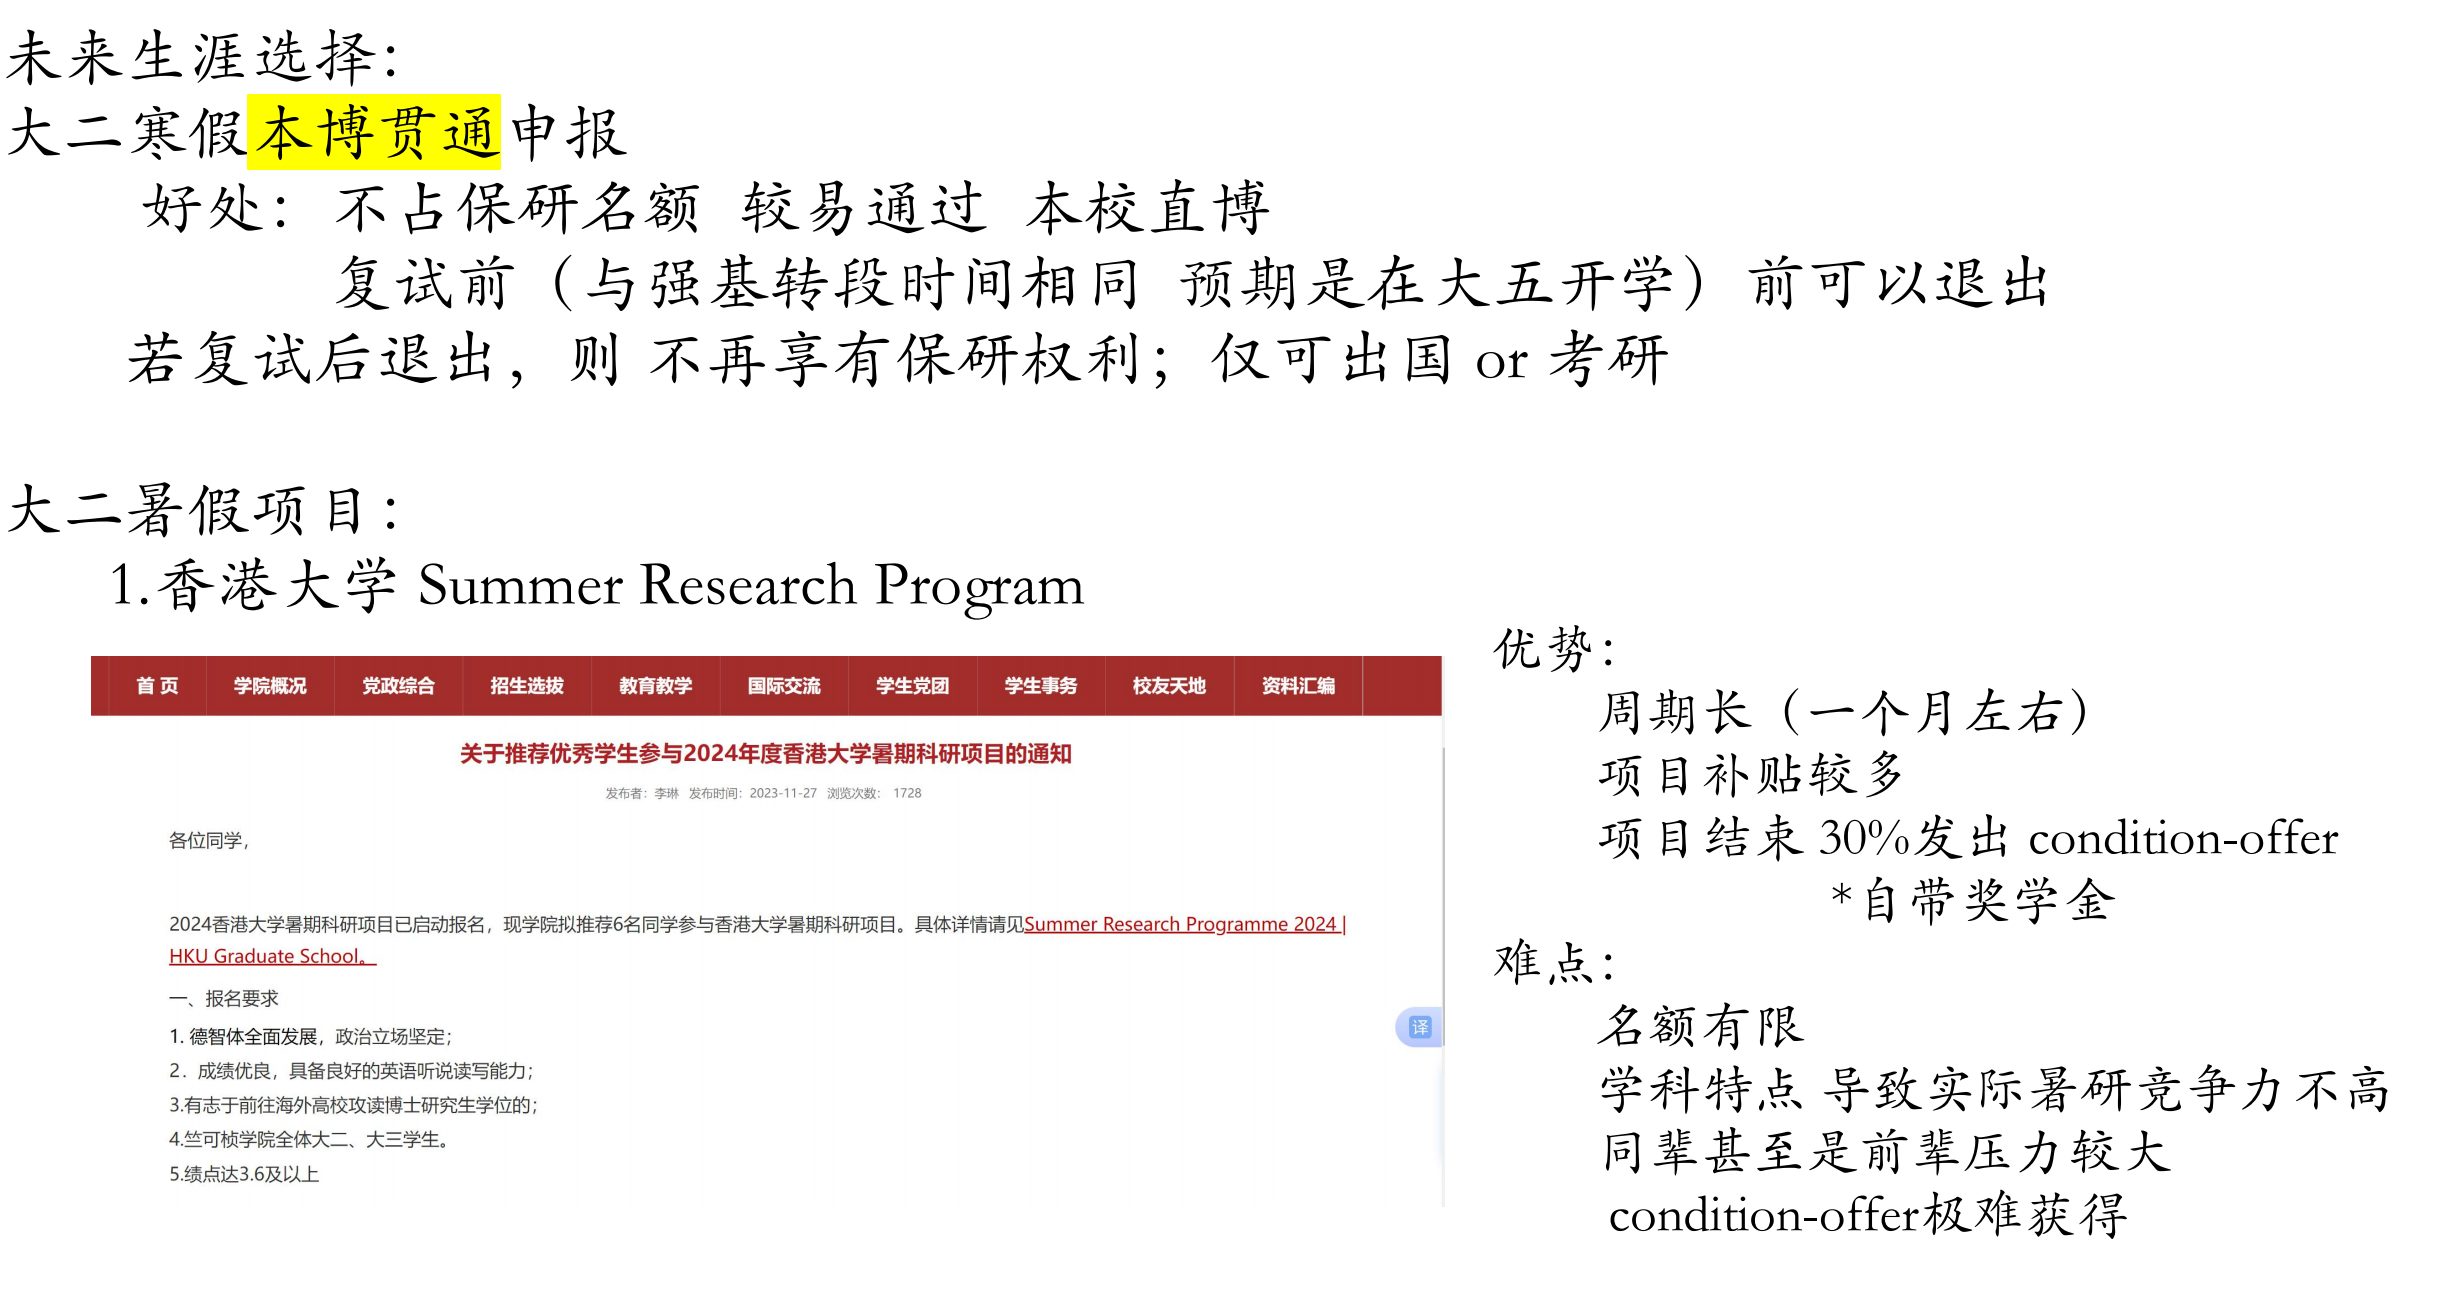 未来生涯选择：
大二寒假本博贯通申报
好处： 不占保研名额 较易通过 本校直博
复试前（与强基转段时间相同 预期是在大五开学）前可以退出
若复试后退出，则 不再享有保研权利；仅可出国 or 考研
大二暑假项目：
1.香港大学 Summer Research Program
首 页 学院概况 党政综合 招生选拔 教育教学 国际交流 学生党团 学生事务 校友天地 资料汇编
关于推荐优秀学生参与2024年度香港大学暑期科研项目的通知
发布者：李琳 发布时间：2023-11-27 浏览次数： 1728
各位同学，
2024香港大学暑期科研项目已启动报名，现学院拟推荐6名同学参与香港大学暑期科研项目。具体详情请见Summer Research Programme 2024 |
HKU Graduate School。
一、报名要求
1. 德智体全面发展，政治立场坚定；
2．成绩优良，具备良好的英语听说读写能力；
3.有志于前往海外高校攻读博士研究生学位的；
4.竺可桢学院全体大二、大三学生。
5.绩点达3.6及以上
译
优势：
周期长（一个月左右）
项目补贴较多
项目结束 30%发出 condition-offer
*自带奖学金
难点：
名额有限
学科特点 导致实际暑研竞争力不高
同辈甚至是前辈压力较大
condition-offer极难获得